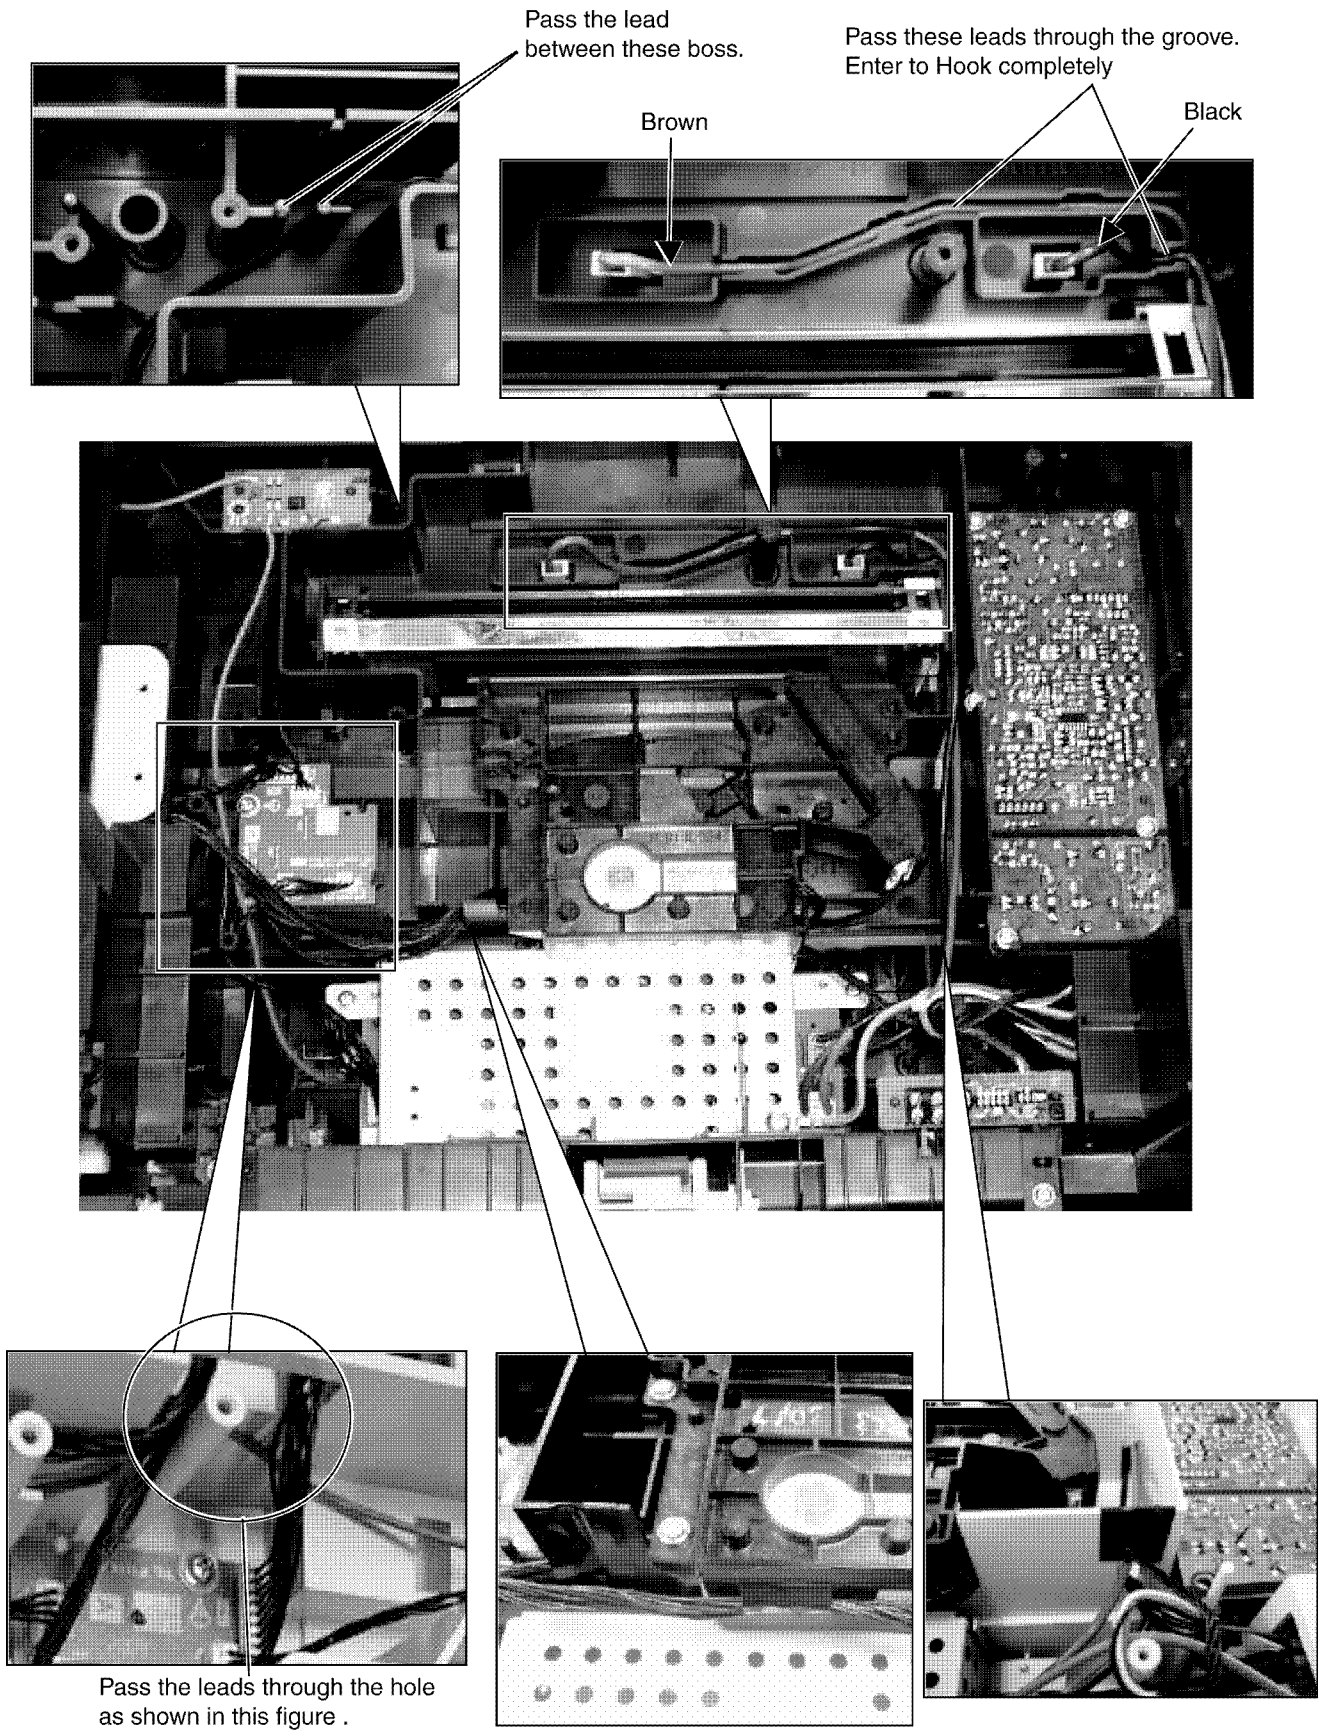 Pass the lead
between these boss.
Pass these leads through the groove.
Enter to Hook completely
Brown
Black
Pass the leads through the hole
as shown in this figure .